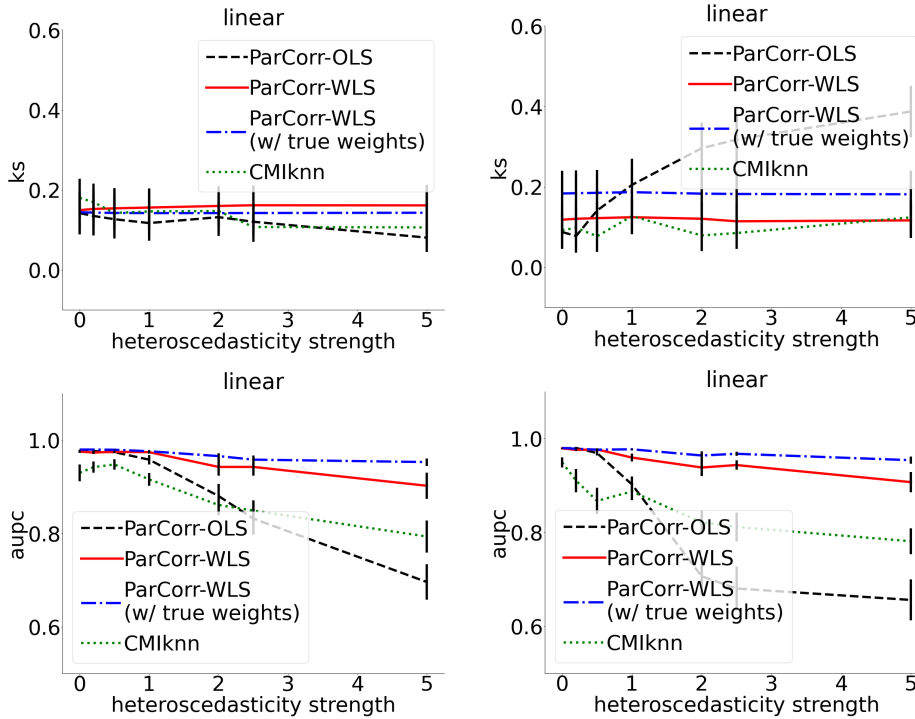 linear
0.6
0.4
0.2
0.0
ks
ParCorr-OLS
ParCorr-WLS
ParCorr-WLS
(w/ true weights)
CMIknn
0 1 2 3 4 5
heteroscedasticity strength
linear
0.6
0.4
0.2
0.0
ks
ParCorr-OLS
ParCorr-WLS
ParCorr-WLS
(w/ true weights)
CMIknn
0 1 2 3 4 5
heteroscedasticity strength
linear
1.0
0.8
0.6
aupc
ParCorr-OLS
ParCorr-WLS
ParCorr-WLS
(w/ true weights)
CMIknn
0 1 2 3 4 5
heteroscedasticity strength
linear
1.0
0.8
0.6
aupc
ParCorr-OLS
ParCorr-WLS
ParCorr-WLS
(w/ true weights)
CMIknn
0 1 2 3 4 5
heteroscedasticity strength